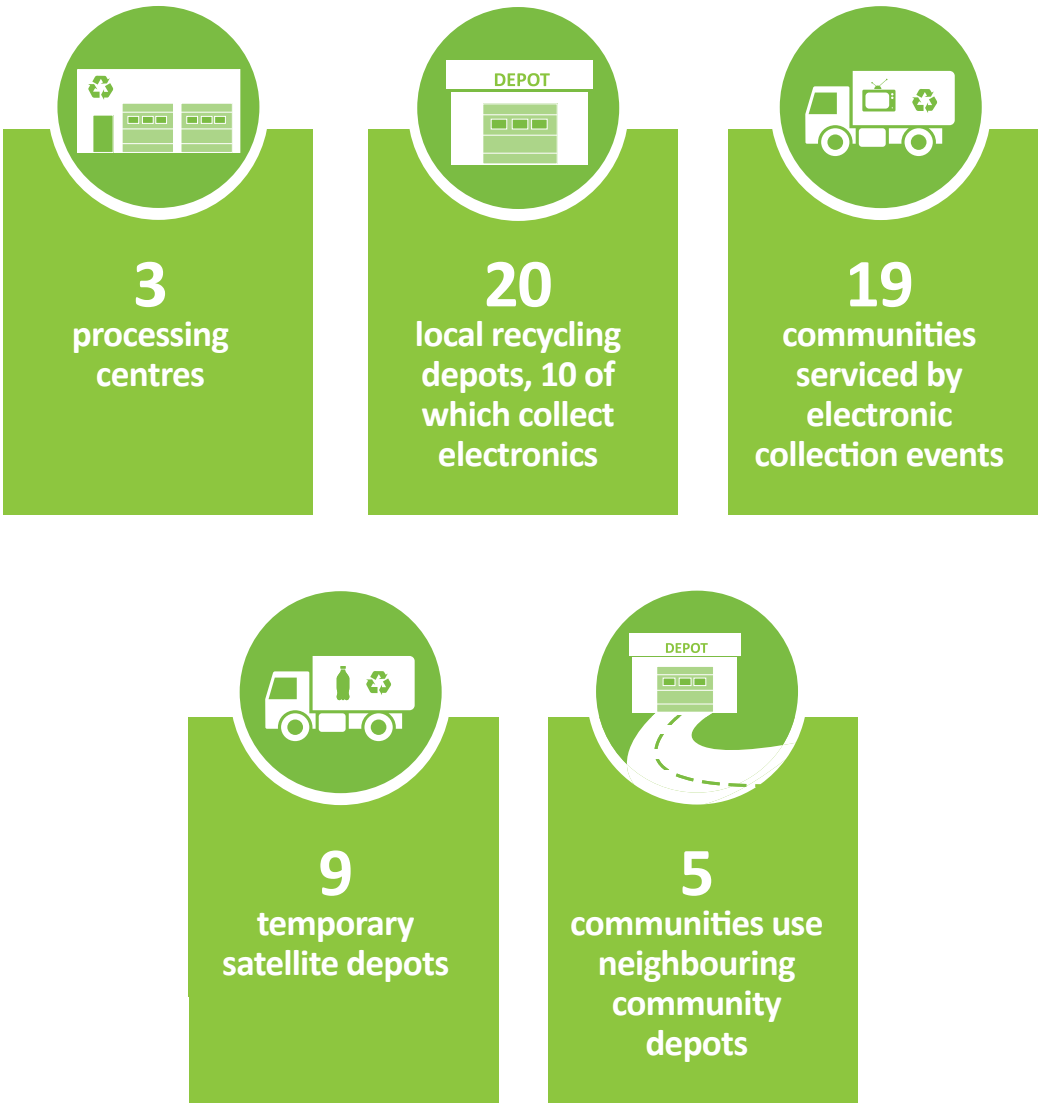 3
processing
centres
DEPOT
20
local recycling
depots, 10 of
which collect
electronics
19
communities
serviced by
electronic
collection events
9
temporary
satellite depots
DEPOT
5
communities use
neighbouring
community
depots